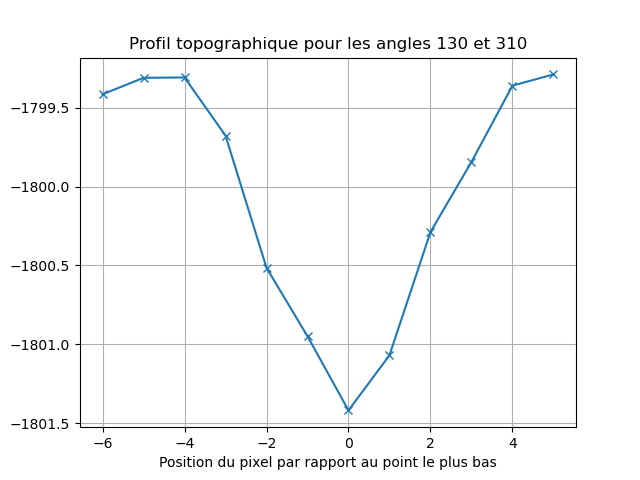 Profil topographique pour les angles 130 et 310
−1799.5
−1800.0
−1800.5
−1801.0
−1801.5
−6 −4 −2 0 2 4
Position du pixel par rapport au point le plus bas